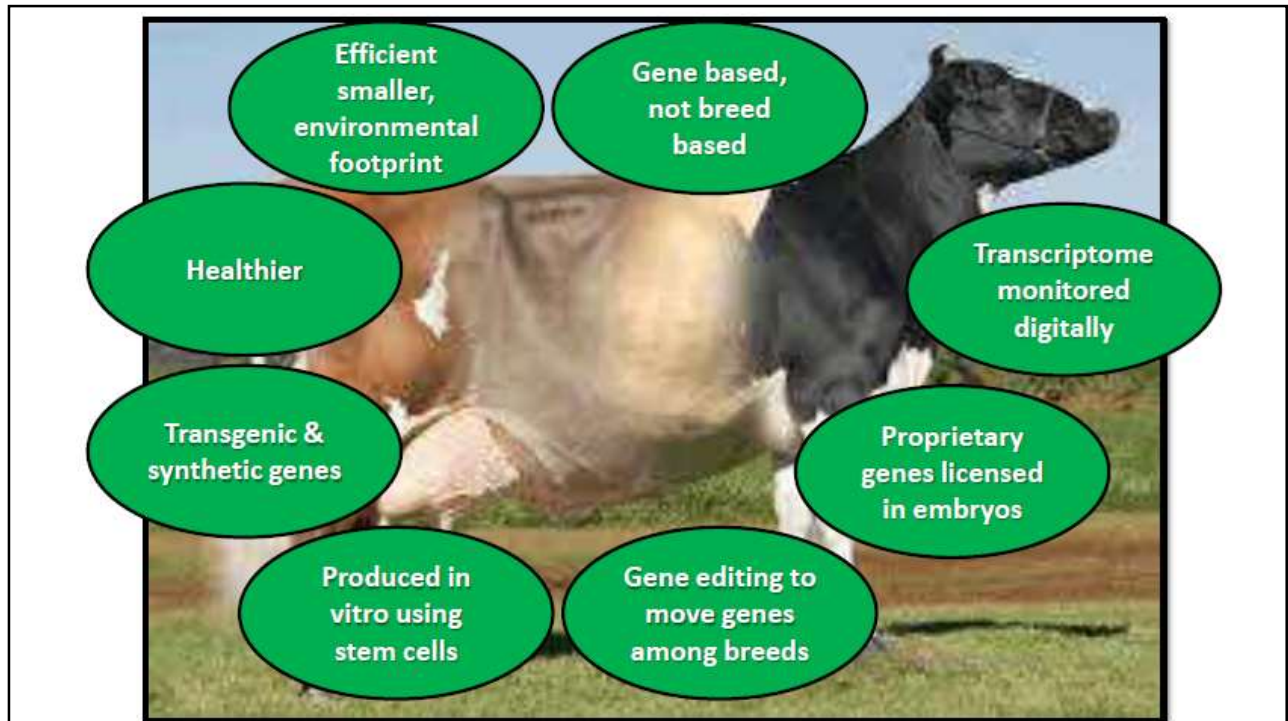 Efficient
smaller,
environmental
footprint
Gene based,
not breed
based
Healthier
Transcriptome
monitored
digitally
Transgenic &
synthetic genes
Proprietary
genes licensed
in embryos
Produced in
vitro using
stem cells
Gene editing to
move genes
among breeds